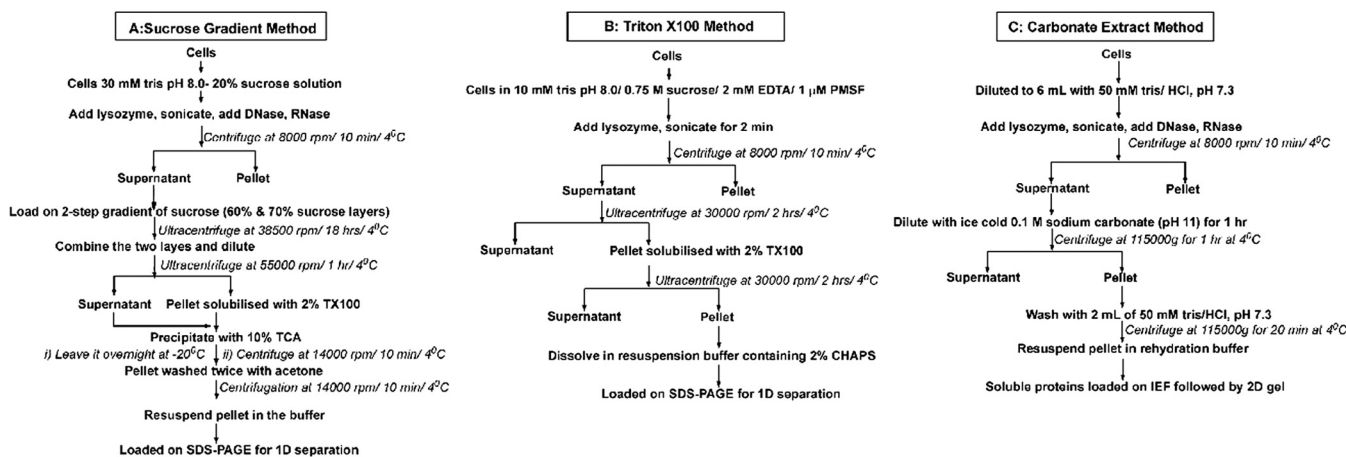 A:Sucrose Gradient Method
Cells
Cells 30 mM tris pH 8.0- 20% sucrose solution
Add lysozyme, sonicate, add DNase, RNase
Centrifuge at 8000 rpm/ 10 min/ 4⁰C
Supernatant Pellet
Load on 2-step gradient of sucrose (60% & 70% sucrose layers)
Ultracentrifuge at 38500 rpm/ 18 hrs/ 4⁰C
Combine the two layes and dilute
Ultracentrifuge at 55000 rpm/ 1 hr/ 4⁰C
Supernatant Pellet solubilised with 2% TX100
Precipitate with 10% TCA
i) Leave it overnight at -20⁰C ii) Centrifuge at 14000 rpm/ 10 min/ 4⁰C
Pellet washed twice with acetone
Centrifugation at 14000 rpm/ 10 min/ 4⁰C
Resuspend pellet in the buffer
Loaded on SDS-PAGE for 1D separation
B: Triton X100 Method
Cells
Cells in 10 mM tris pH 8.0/ 0.75 M sucrose/ 2 mM EDTA/ 1 µM PMSF
Add lysozyme, sonicate for 2 min
Centrifuge at 8000 rpm/ 10 min/ 4⁰C
Supernatant Pellet
Ultracentrifuge at 30000 rpm/ 2 hrs/ 4⁰C
Supernatant Pellet solubilised with 2% TX100
Ultracentrifuge at 30000 rpm/ 2 hrs/ 4⁰C
Supernatant Pellet
Dissolve in resuspension buffer containing 2% CHAPS
Loaded on SDS-PAGE for 1D separation
C: Carbonate Extract Method
Cells
Diluted to 6 mL with 50 mM tris/ HCl, pH 7.3
Add lysozyme, sonicate, add DNase, RNase
Centrifuge at 8000 rpm/ 10 min/ 4⁰C
Supernatant Pellet
Dilute with ice cold 0.1 M sodium carbonate (pH 11) for 1 hr
Centrifuge at 115000g for 1 hr at 4⁰C
Supernatant Pellet
Wash with 2 mL of 50 mM tris/HCl, pH 7.3
Centrifuge at 115000g for 20 min at 4⁰C
Resuspend pellet in rehydration buffer
Soluble proteins loaded on IEF followed by 2D gel